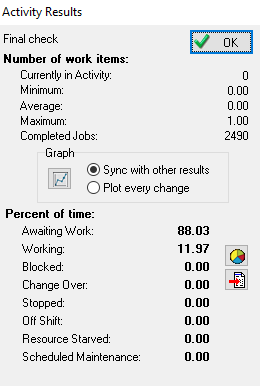 Activity Results
Final check
OK
Number of work items:
Currently in Activity: 0
Minimum: 0.00
Average: 0.00
Maximum: 1.00
Completed Jobs: 2490
Graph
Sync with other results
Plot every change
Percent of time:
Awaiting Work: 88.03
Working: 11.97
Blocked: 0.00
Change Over: 0.00
Stopped: 0.00
Off Shift: 0.00
Resource Starved: 0.00
Scheduled Maintenance: 0.00